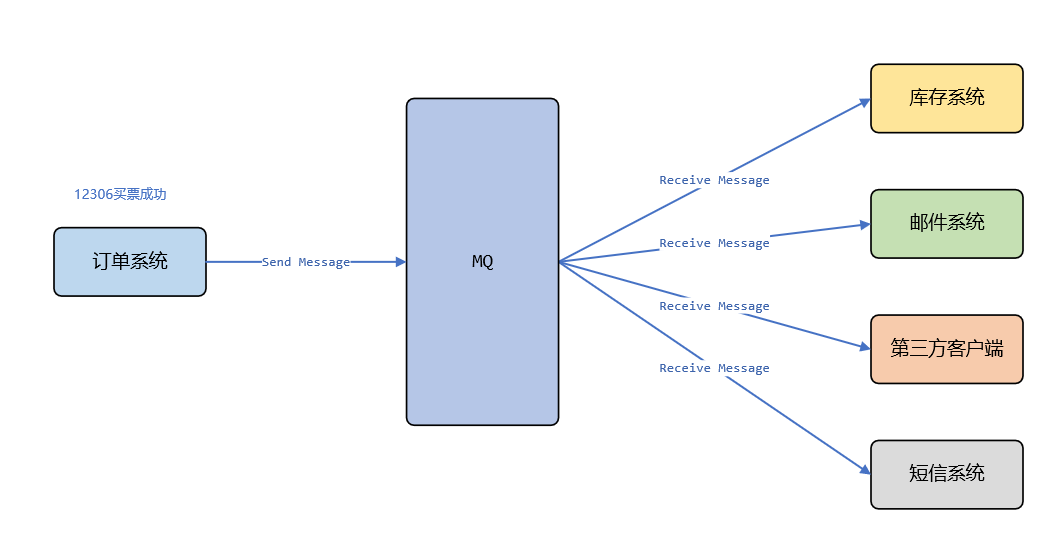 12306买票成功
订单系统
Send Message
MQ
Receive Message
Receive Message
Receive Message
Receive Message
库存系统
邮件系统
第三方客户端
短信系统